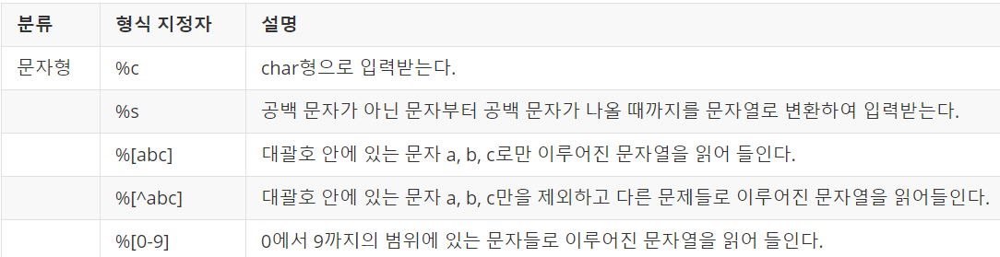 분류 형식 지정자 설명
문자형 %c char형으로 입력받는다.
%s 공백 문자가 아닌 문자부터 공백 문자가 나올 때까지를 문자열로 변환하여 입력받는다.
%[abc] 대괄호 안에 있는 문자 a, b, c로만 이루어진 문자열을 읽어 들인다.
%[^abc] 대괄호 안에 있는 문자 a, b, c만을 제외하고 다른 문제들로 이루어진 문자열을 읽어들인다.
%[0-9] 0에서 9까지의 범위에 있는 문자들로 이루어진 문자열을 읽어 들인다.